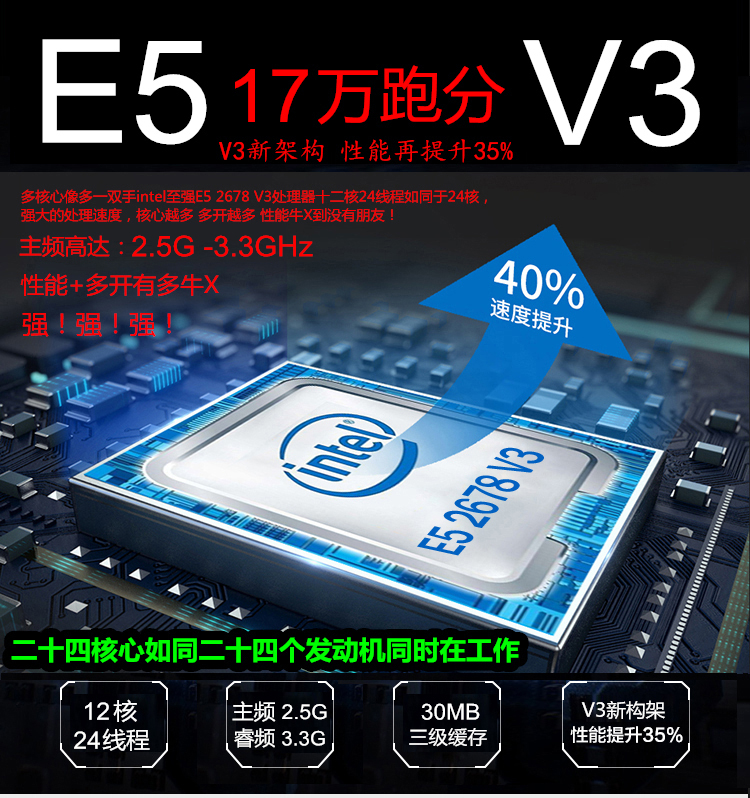 E5 17万跑分 V3
V3新架构 性能再提升35%
多核心像多一双手intel至强E5 2678 V3处理器十二核24线程如同于24核，
强大的处理速度，核心越多 多开越多 性能牛X到没有朋友！
主频高达：2.5G -3.3GHz
性能+多开有多牛X
强！强！强！
40%
速度提升
intel
E5 2678 V3
二十四核心如同二十四个发动机同时在工作
12核
24线程
主频 2.5G
睿频 3.3G
30MB
三级缓存
V3新构架
性能提升35%